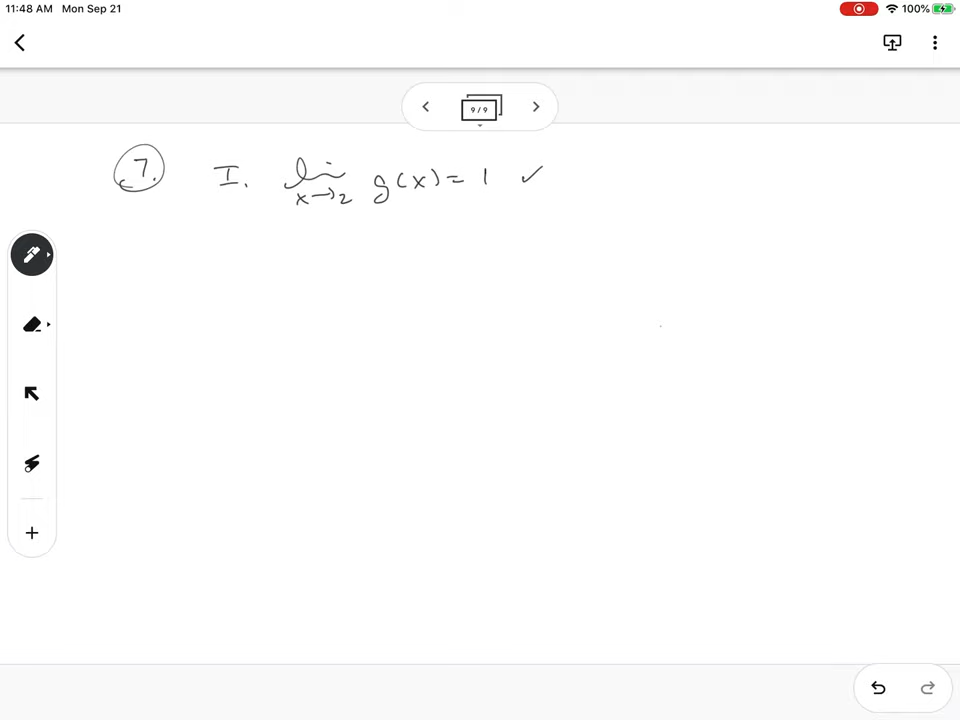 11:48 AM Mon Sep 21
100%
9/9
7. I. lim x→2 g(x) = 1 ✓